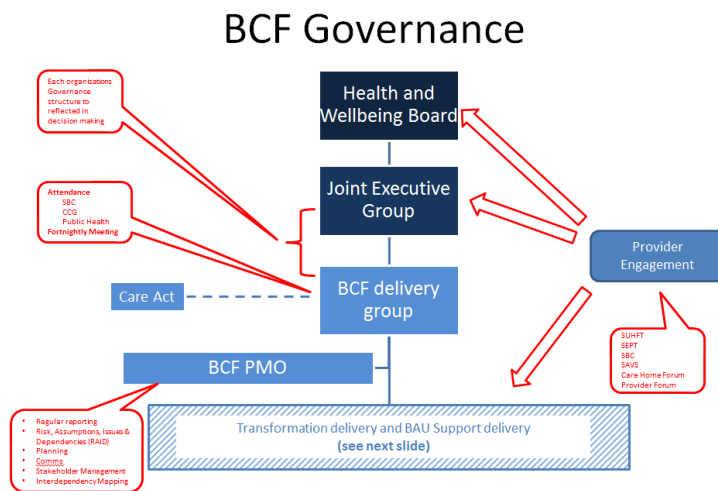 BCF Governance
Each organisations
Governance
structure to
reflected in
decision making
Health and
Wellbeing Board
Attendance
SBC
CCG
Public Health
Fortnightly Meeting
Joint Executive
Group
Provider
Engagement
Care Act
BCF delivery
group
SUHFT
SEPT
SBC
SAVS
Care Home Forum
Provider Forum
BCF PMO
• Regular reporting
• Risk, Assumptions, Issues &
Dependencies (RAID)
• Planning
• Comms
• Stakeholder Management
• Interdependency Mapping
Transformation delivery and BAU Support delivery
(see next slide)